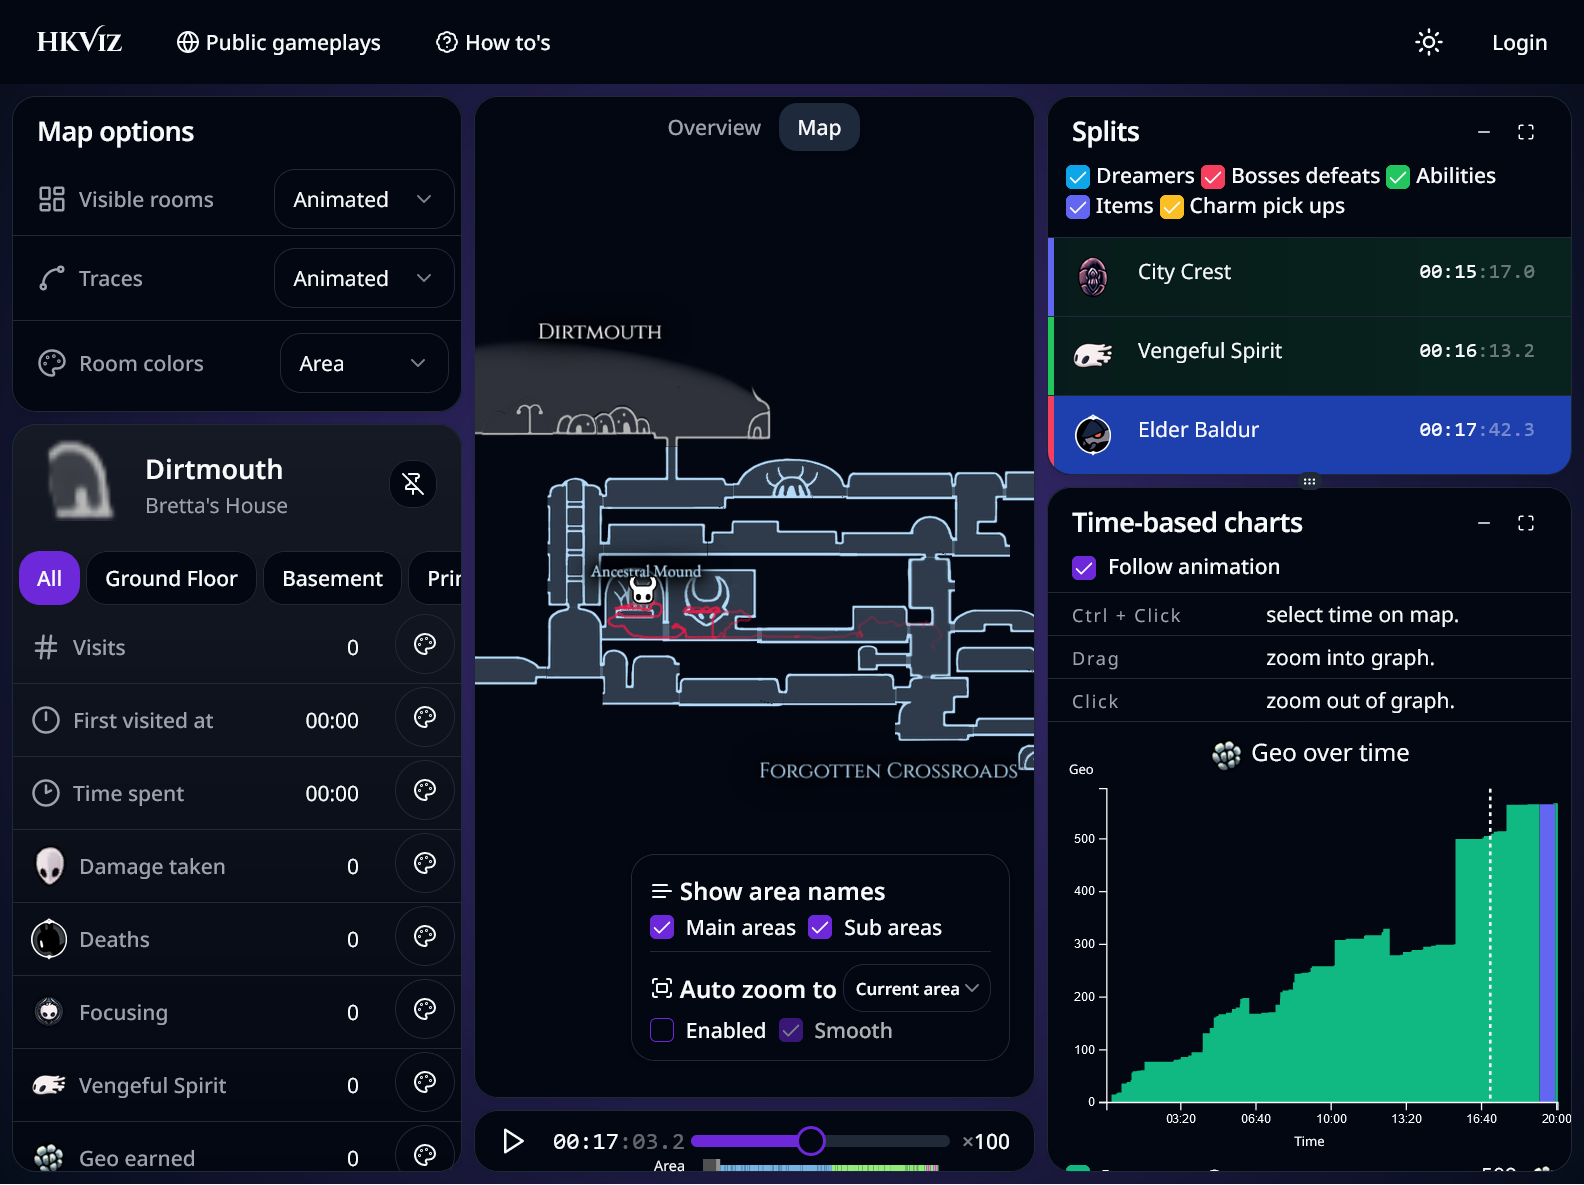 HKViz
Public gameplays
How to's
Login
Map options
Visible rooms
Animated
Traces
Animated
Room colors
Area
Dirtmouth
Bretta's House
All
Ground Floor
Basement
Visits
0
First visited at
00:00
Time spent
00:00
Damage taken
0
Deaths
0
Focusing
0
Vengeful Spirit
0
Geo earned
0
Overview
Map
Dirtmouth
Ancestral Mound
Forgotten Crossroads
Show area names
Main areas
Sub areas
Auto zoom to
Current area
Enabled
Smooth
00:17:03.2
×100
Area
Splits
Dreamers
Bosses defeats
Abilities
Items
Charm pick ups
City Crest
00:15:17.0
Vengeful Spirit
00:16:13.2
Elder Baldur
00:17:42.3
Time-based charts
Follow animation
Ctrl + Click
select time on map.
Drag
zoom into graph.
Click
zoom out of graph.
Geo over time
Geo
500
400
300
200
100
0
03:20
06:40
10:00
13:20
16:40
20:00
Time